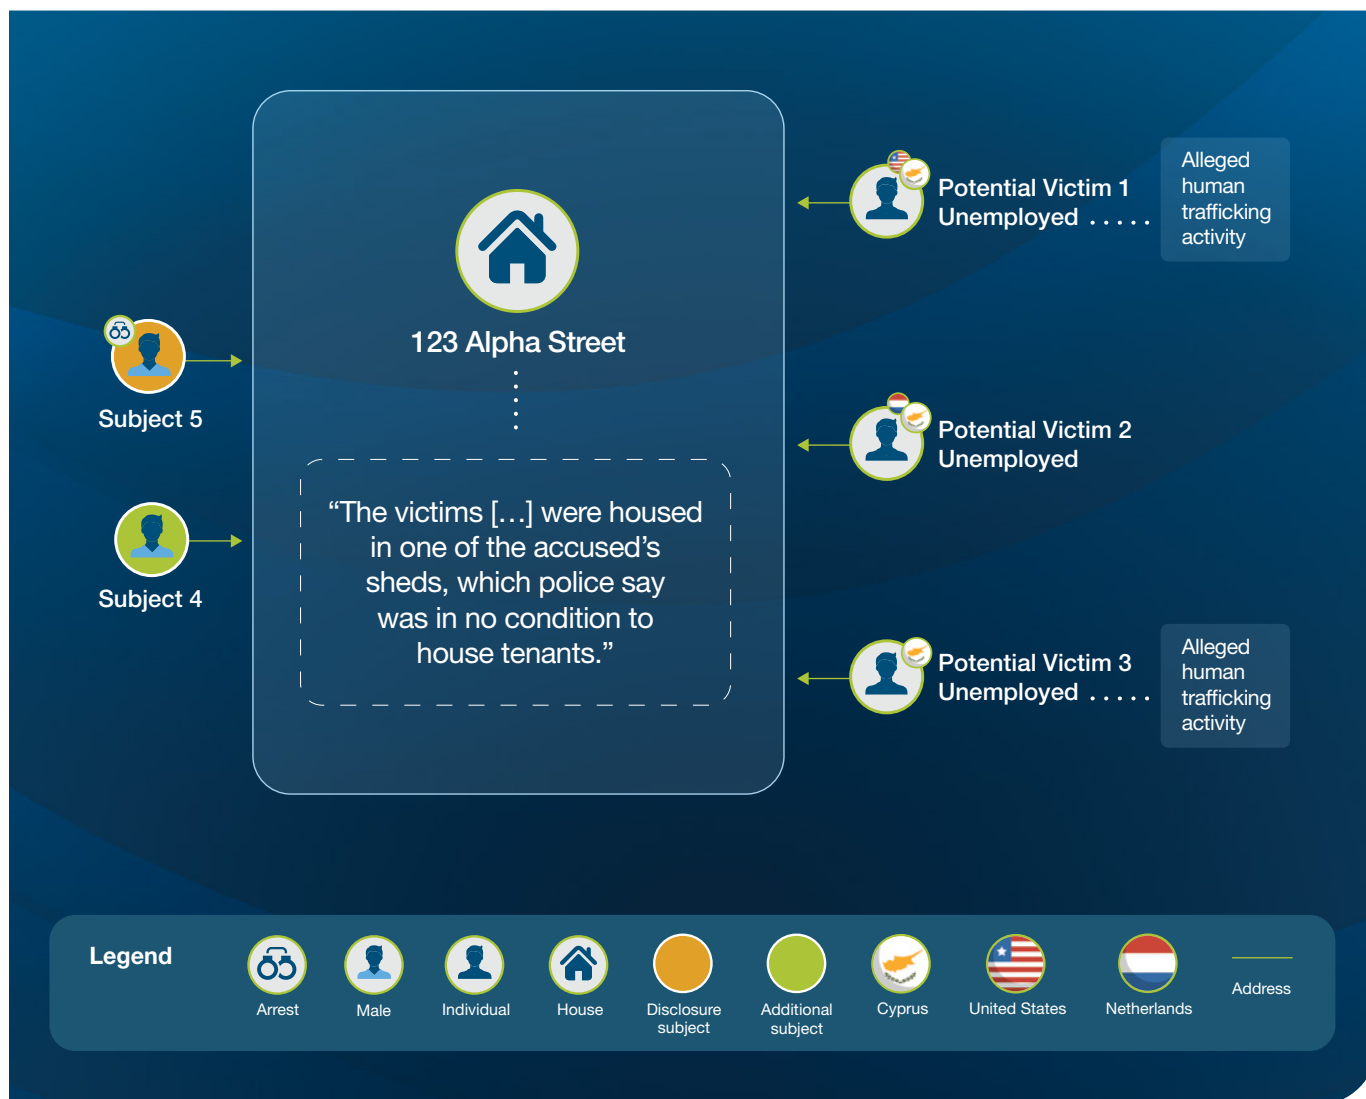 123 Alpha Street
“The victims […] were housed
in one of the accused’s
sheds, which police say
was in no condition to
house tenants.”
Subject 5
Subject 4
Potential Victim 1
Unemployed .....
Alleged
human
trafficking
activity
Potential Victim 2
Unemployed
Potential Victim 3
Unemployed .....
Alleged
human
trafficking
activity
Legend
Arrest
Male
Individual
House
Disclosure
subject
Additional
subject
Cyprus
United States
Netherlands
Address